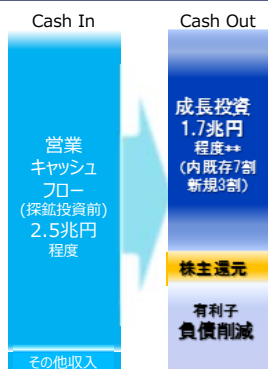 Cash In
Cash Out
営業
キャッシュ
フロー
(探鉱投資前)
2.5兆円
程度
その他収入
成長投資
1.7兆円
程度**
(内既存7割
新規3割)
株主還元
有利子
負債削減